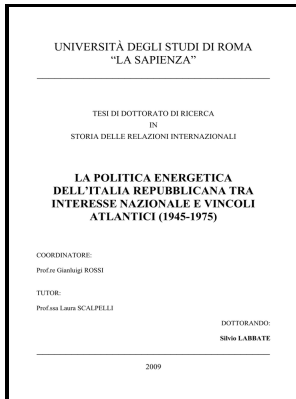 UNIVERSITÀ DEGLI STUDI DI ROMA
“LA SAPIENZA”
TESI DI DOTTORATO DI RICERCA
IN
STORIA DELLE RELAZIONI INTERNAZIONALI
LA POLITICA ENERGETICA
DELL’ITALIA REPUBBLICANA TRA
INTERESSE NAZIONALE E VINCOLI
ATLANTICI (1945-1975)
COORDINATORE:
Prof.re Gianluigi ROSSI
TUTOR:
Prof.ssa Laura SCALPELLI
DOTTORANDO:
Silvio LABBATE
2009